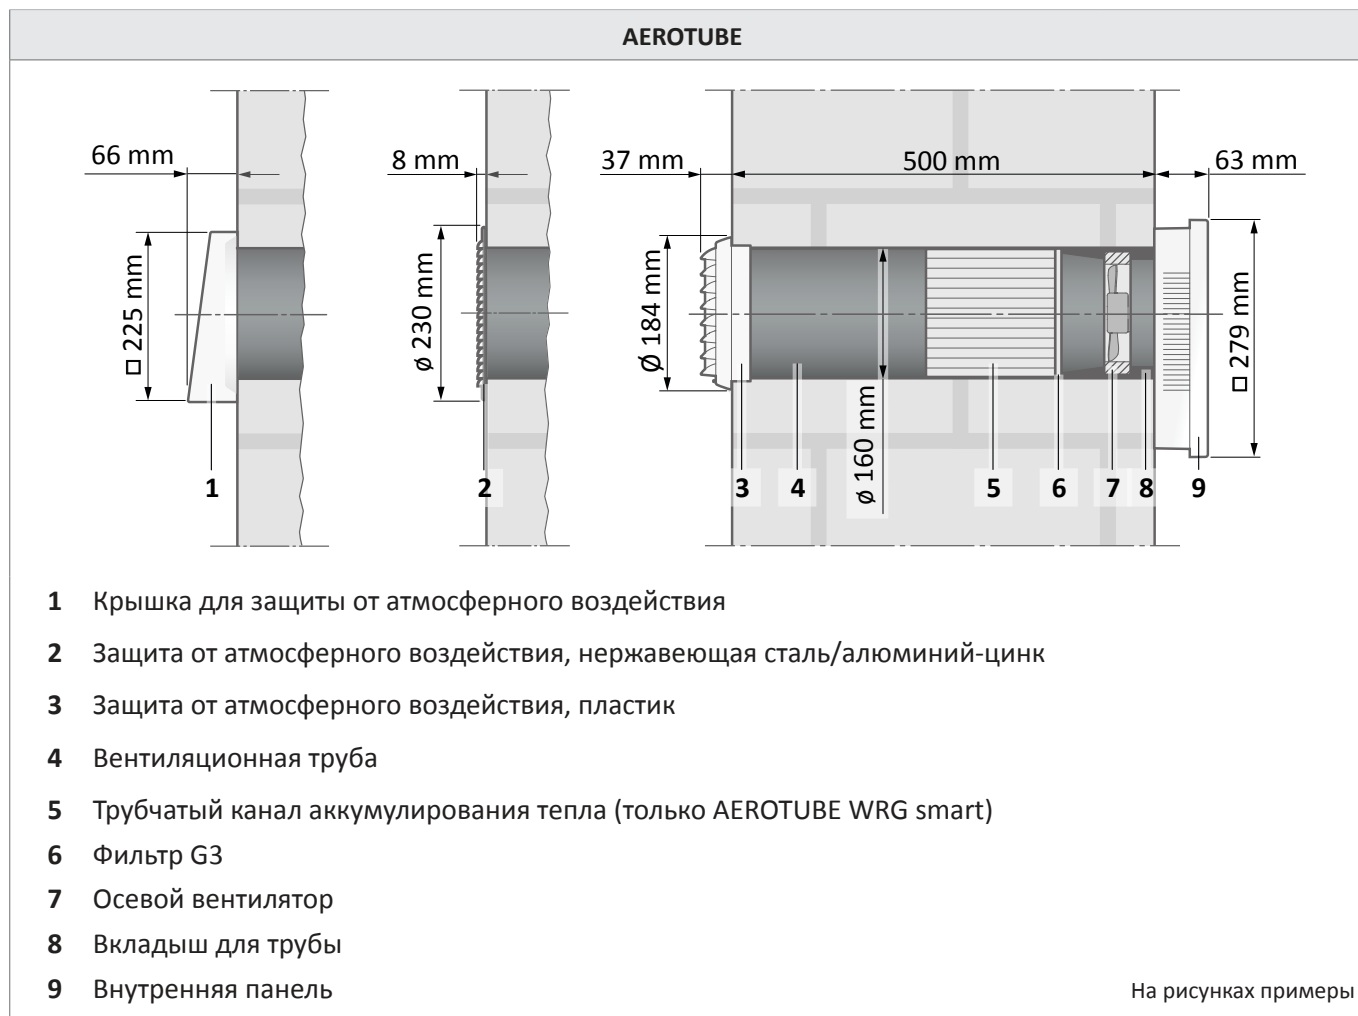 AEROTUBE
66 mm
8 mm
37 mm
500 mm
63 mm
□ 225 mm
ø 230 mm
Ø 184 mm
ø 160 mm
□ 279 mm
1
2
3
4
5
6
7
8
9
1 Крышка для защиты от атмосферного воздействия
2 Защита от атмосферного воздействия, нержавеющая сталь/алюминий-цинк
3 Защита от атмосферного воздействия, пластик
4 Вентиляционная труба
5 Трубчатый канал аккумулирования тепла (только AEROTUBE WRG smart)
6 Фильтр G3
7 Осевой вентилятор
8 Вкладыш для трубы
9 Внутренняя панель
На рисунках примеры